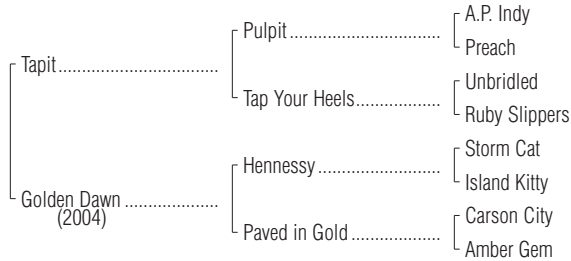 A.P. Indy
Pulpit
Preach
Tapit
Unbridled
Tap Your Heels
Ruby Slippers
Storm Cat
Hennessy
Island Kitty
Golden Dawn
(2004)
Carson City
Paved in Gold
Amber Gem